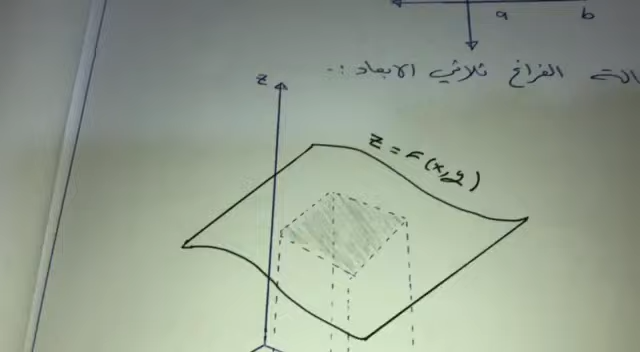 a b
الفراغ ثلاثي الابعاد :-
z
z = F(x,y)